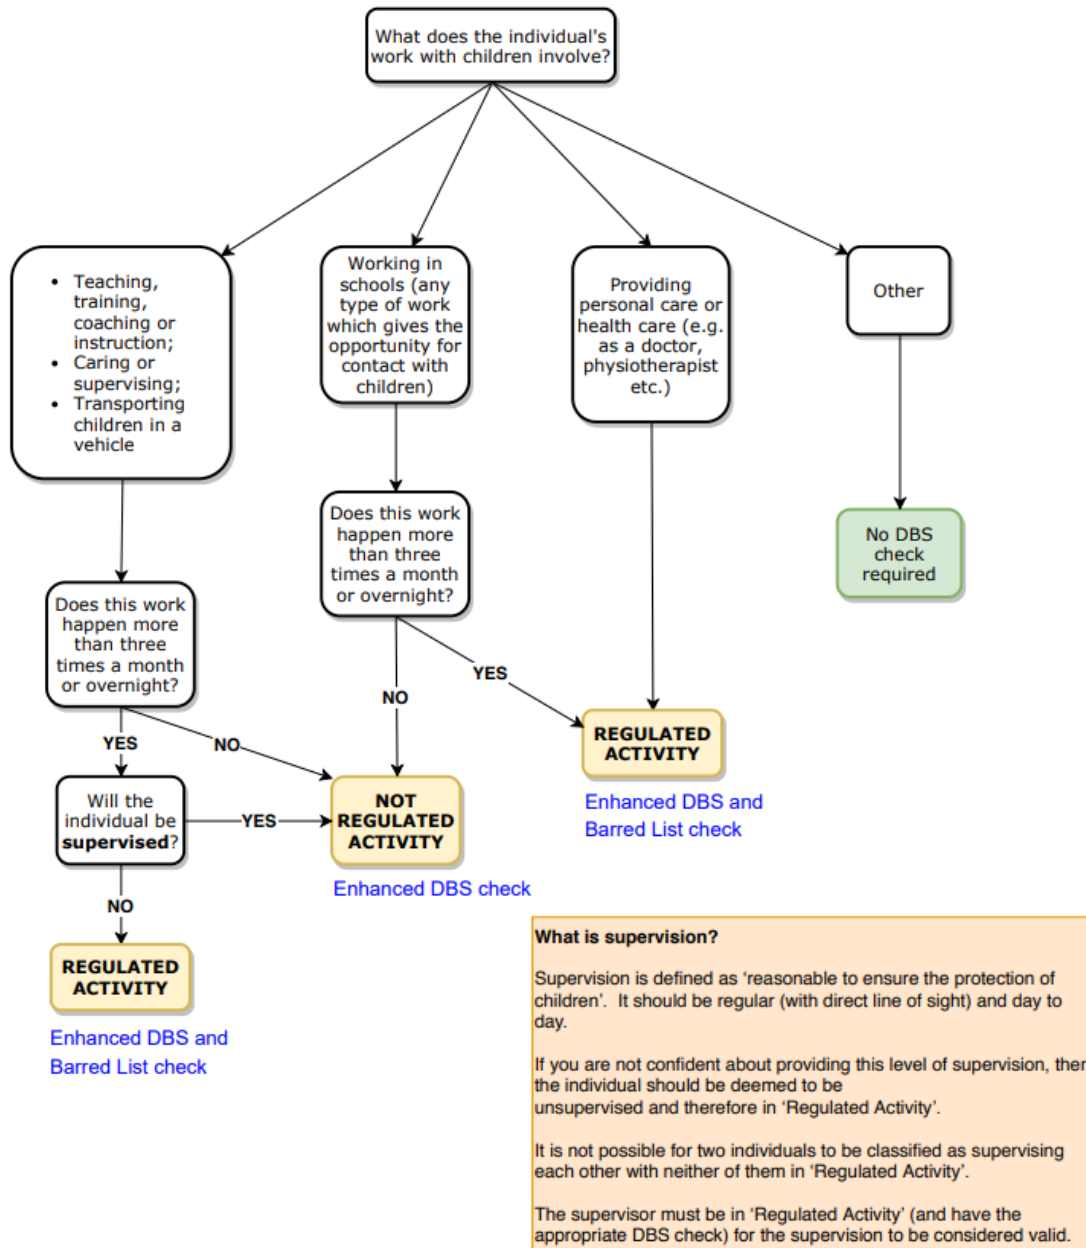 What does the individual's
work with children involve?
• Teaching,
training,
coaching or
instruction;
• Caring or
supervising;
• Transporting
children in a
vehicle
Working in
schools (any
type of work
which gives the
opportunity for
contact with
children)
Providing
personal care or
health care (e.g.
as a doctor,
physiotherapist
etc.)
Other
Does this work
happen more
than three
times a month
or overnight?
No DBS
check
required
Does this work
happen more
than three
times a month
or overnight?
YES
NO
YES
NO
REGULATED
ACTIVITY
Enhanced DBS and
Barred List check
Will the
individual be
supervised?
YES
NOT
REGULATED
ACTIVITY
Enhanced DBS check
NO
REGULATED
ACTIVITY
Enhanced DBS and
Barred List check
What is supervision?
Supervision is defined as ‘reasonable to ensure the protection of
children’. It should be regular (with direct line of sight) and day to
day.
If you are not confident about providing this level of supervision, then
the individual should be deemed to be
unsupervised and therefore in ‘Regulated Activity’.
It is not possible for two individuals to be classified as supervising
each other with neither of them in ‘Regulated Activity’.
The supervisor must be in ‘Regulated Activity’ (and have the
appropriate DBS check) for the supervision to be considered valid.